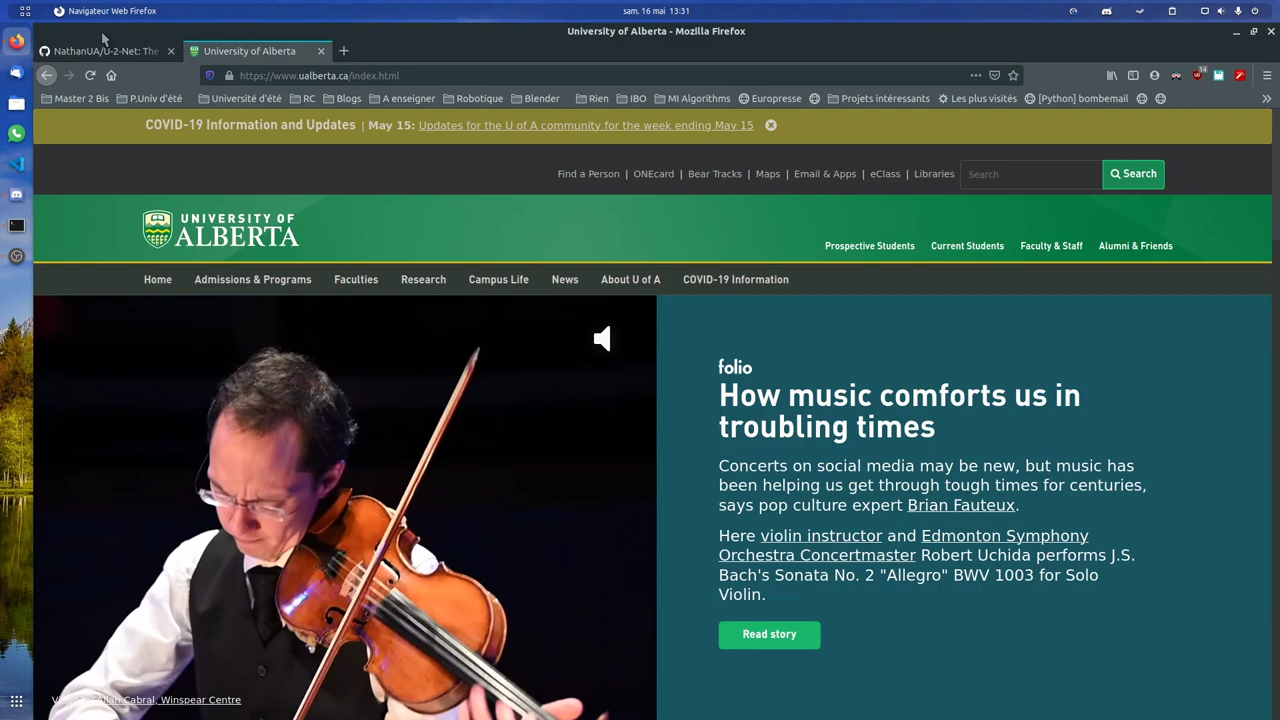 Navigateur Web Firefox
sam. 16 mai 13:31
University of Alberta - Mozilla Firefox
NathanUA/U-2-Net: The
University of Alberta
https://www.ualberta.ca/index.html
14
Master 2 Bis
P.Univ d'été
Université d'été
RC
Blogs
A enseigner
Robotique
Blender
Rien
IBO
MI Algorithms
Europresse
Projets intéressants
Les plus visités
[Python] bombemail
COVID-19 Information and Updates | May 15: Updates for the U of A community for the week ending May 15
Find a Person | ONEcard | Bear Tracks | Maps | Email & Apps | eClass | Libraries
Search
Search
UNIVERSITY OF
ALBERTA
Prospective Students
Current Students
Faculty & Staff
Alumni & Friends
Home
Admissions & Programs
Faculties
Research
Campus Life
News
About U of A
COVID-19 Information
folio
How music comforts us in
troubling times
Concerts on social media may be new, but music has
been helping us get through tough times for centuries,
says pop culture expert Brian Fauteux.
Here violin instructor and Edmonton Symphony
Orchestra Concertmaster Robert Uchida performs J.S.
Bach's Sonata No. 2 "Allegro" BWV 1003 for Solo
Violin.
Read story
Cabral, Winspear Centre